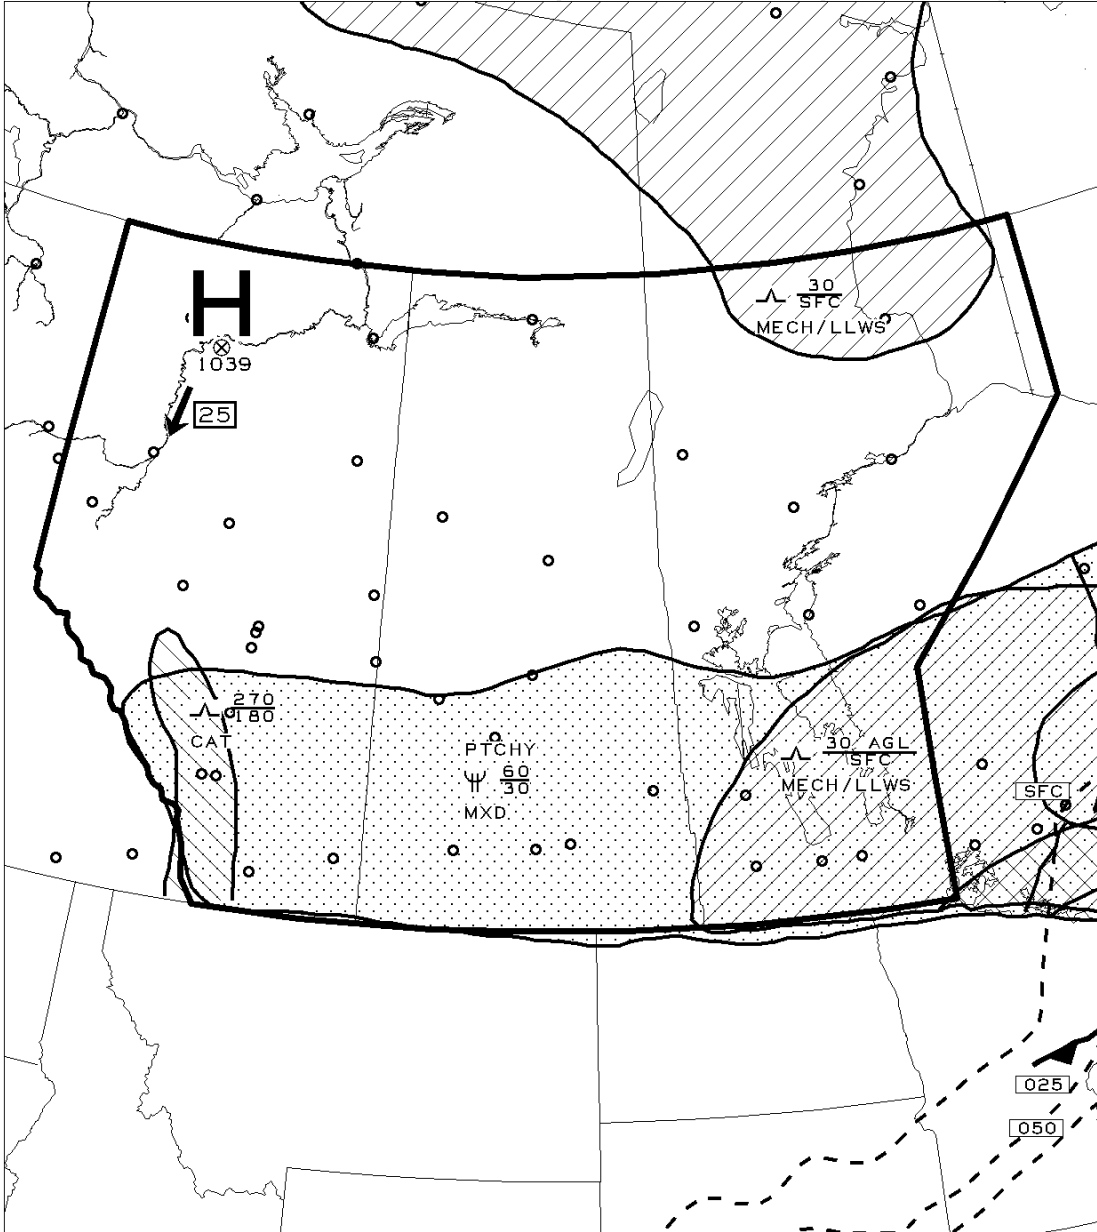 30
SFC
MECH/LLWS
H
1039
25
270
180
CAT
PTCHY
60
30
MXD
30 AGL
SFC
MECH/LLWS
SFC
025
050